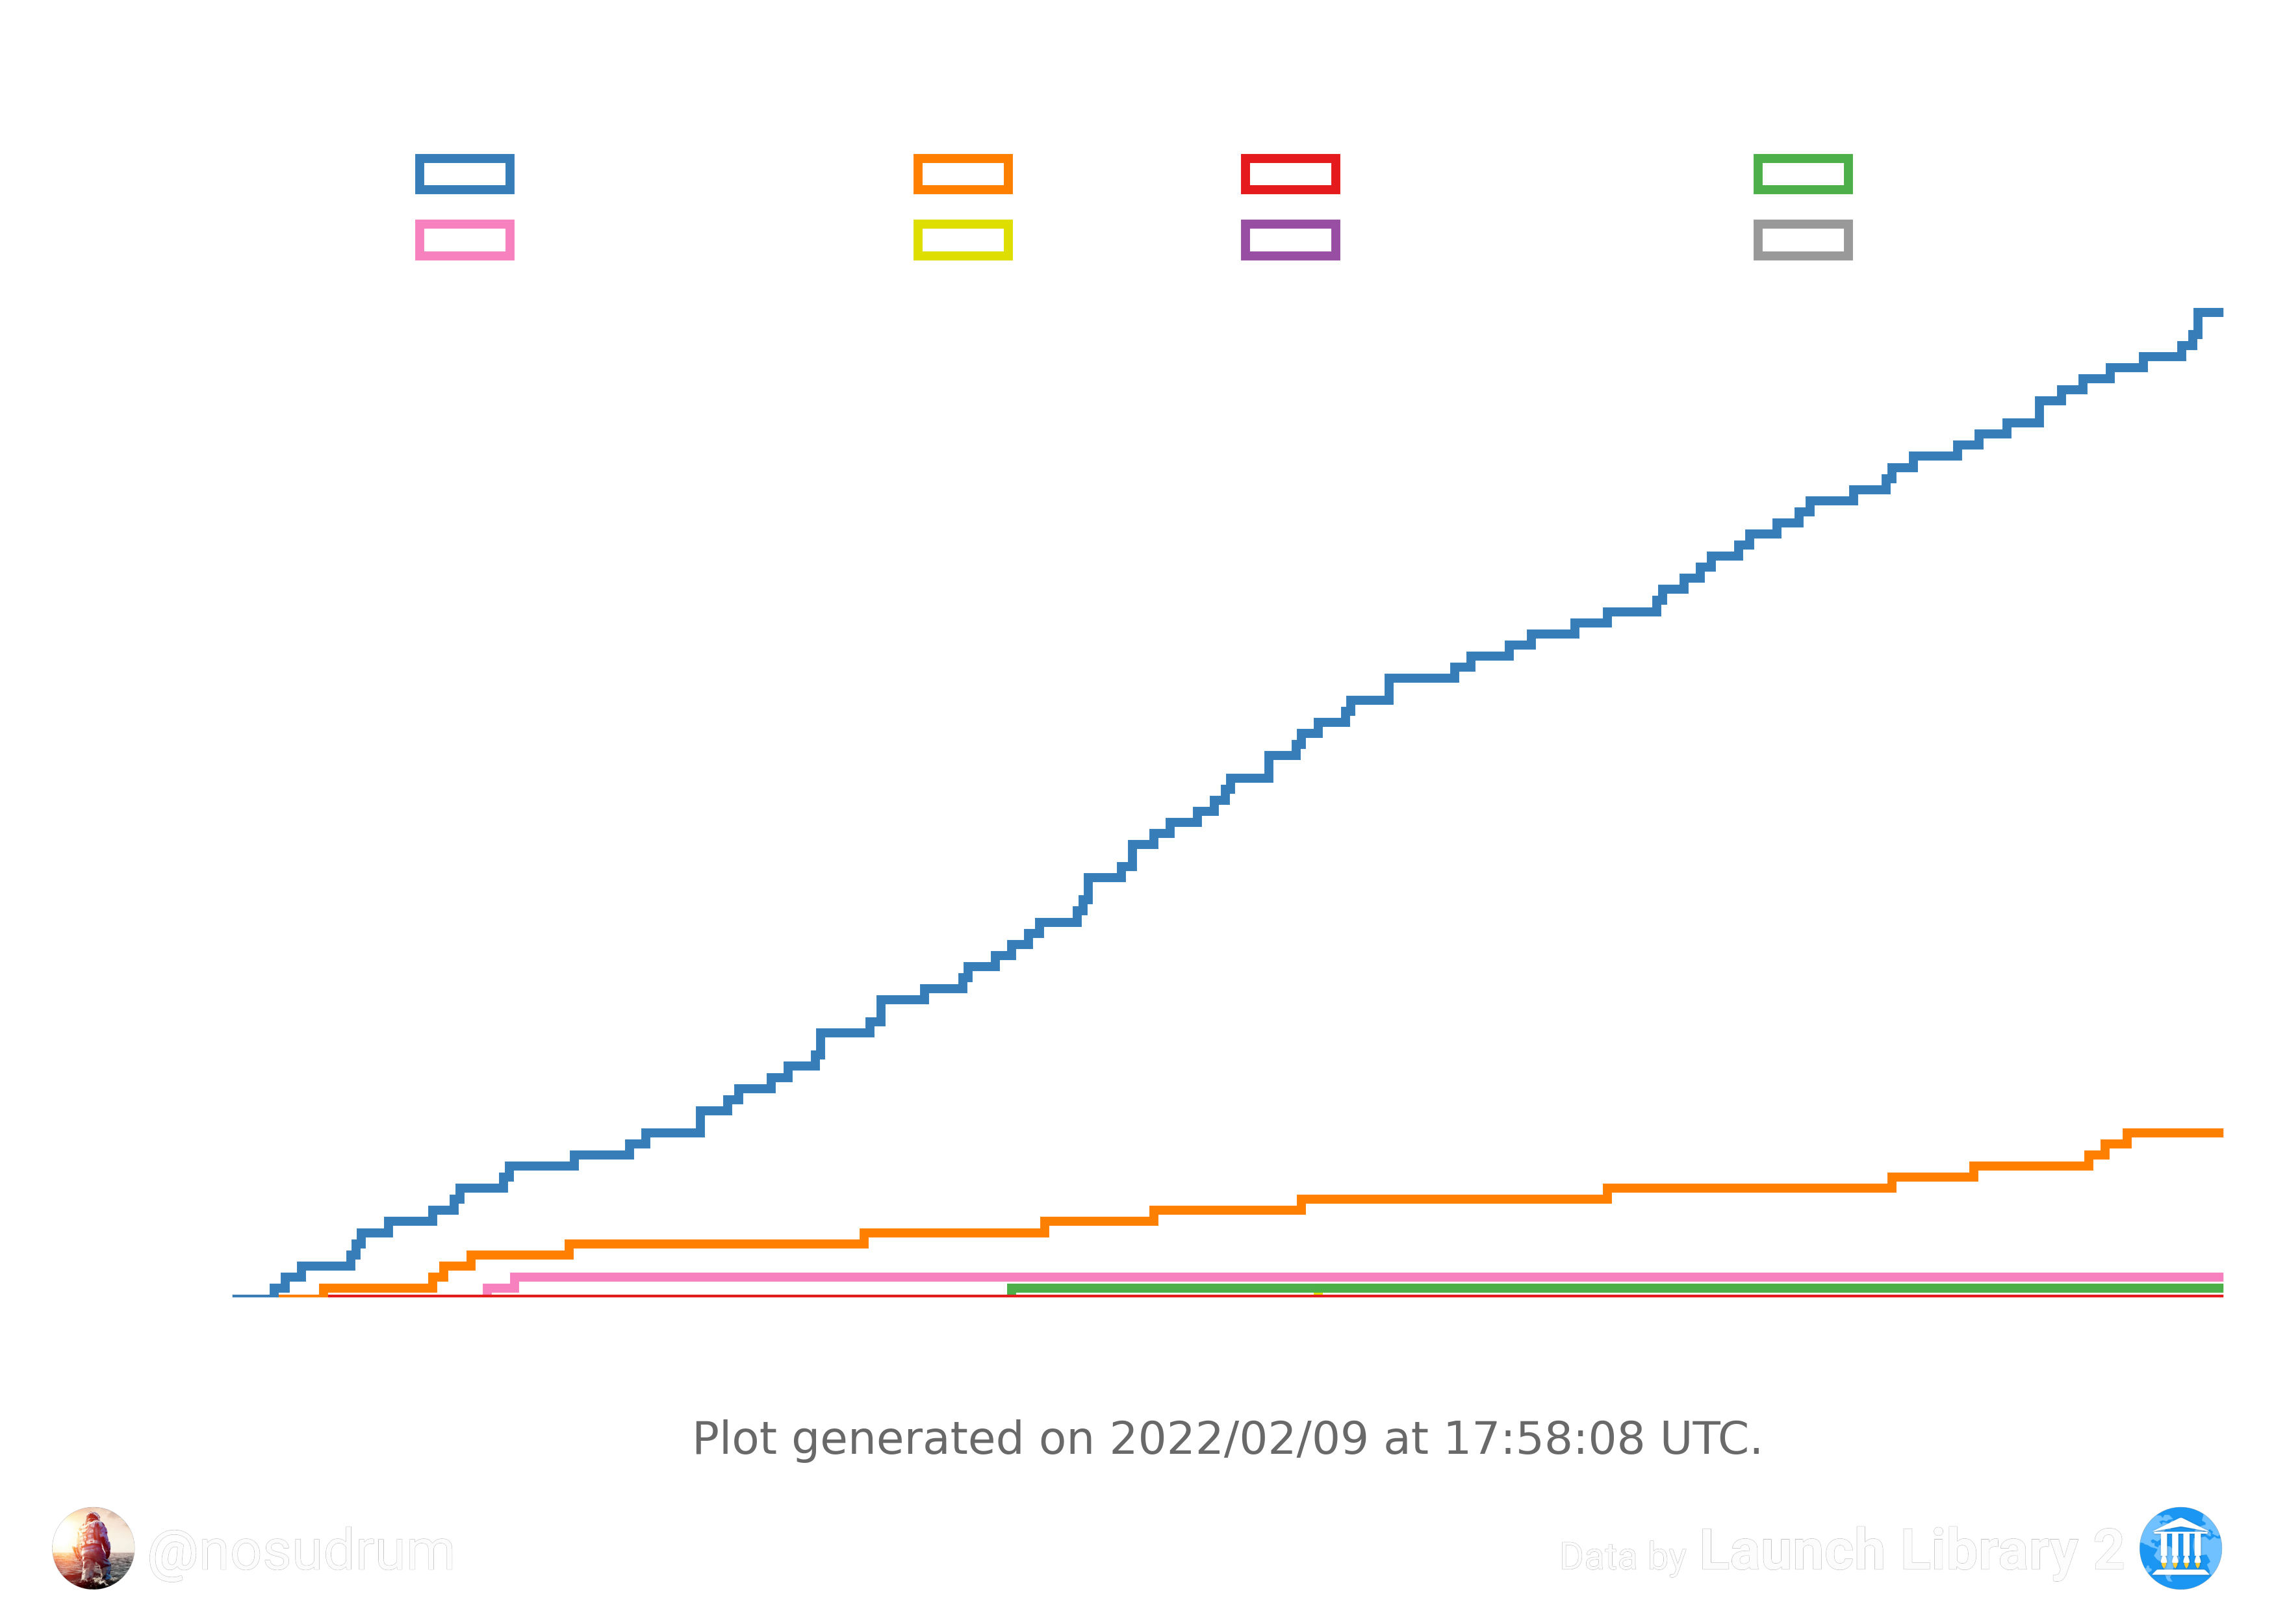 Plot generated on 2022/02/09 at 17:58:08 UTC.
@nosudrum
Data by Launch Library 2